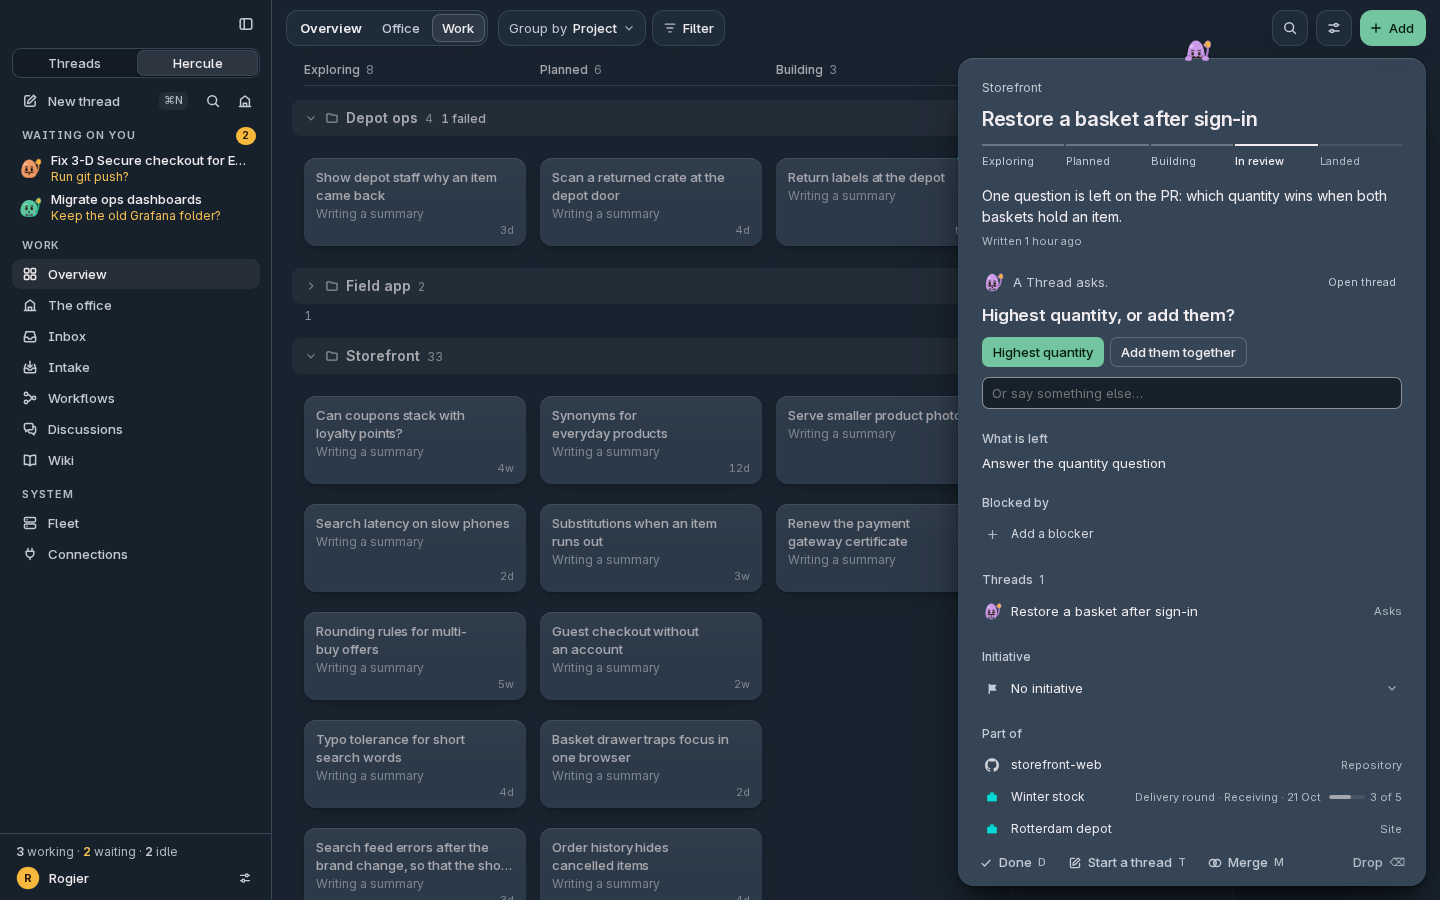 Threads
Hercule
New thread
⌘N
WAITING ON YOU
2
Fix 3-D Secure checkout for E…
Run git push?
Migrate ops dashboards
Keep the old Grafana folder?
WORK
Overview
The office
Inbox
Intake
Workflows
Discussions
Wiki
SYSTEM
Fleet
Connections
3 working · 2 waiting · 2 idle
R
Rogier
Overview
Office
Work
Group by Project
Filter
Add
Exploring 8
Planned 6
Building 3
Depot ops 4 1 failed
Show depot staff why an item
came back
Writing a summary
3d
Scan a returned crate at the
depot door
Writing a summary
4d
Return labels at the depot
Writing a summary
Field app 2
1
Storefront 33
Can coupons stack with
loyalty points?
Writing a summary
4w
Synonyms for
everyday products
Writing a summary
12d
Serve smaller product photo
Writing a summary
Search latency on slow phones
Writing a summary
2d
Substitutions when an item
runs out
Writing a summary
3w
Renew the payment
gateway certificate
Writing a summary
Rounding rules for multi-
buy offers
Writing a summary
5w
Guest checkout without
an account
Writing a summary
2w
Typo tolerance for short
search words
Writing a summary
4d
Basket drawer traps focus in
one browser
Writing a summary
2d
Search feed errors after the
brand change, so that the sho…
Writing a summary
3d
Order history hides
cancelled items
Writing a summary
4d
Storefront
Restore a basket after sign-in
Exploring
Planned
Building
In review
Landed
One question is left on the PR: which quantity wins when both
baskets hold an item.
Written 1 hour ago
A Thread asks.
Open thread
Highest quantity, or add them?
Highest quantity
Add them together
Or say something else…
What is left
Answer the quantity question
Blocked by
Add a blocker
Threads 1
Restore a basket after sign-in
Asks
Initiative
No initiative
Part of
storefront-web
Repository
Winter stock
Delivery round · Receiving · 21 Oct
3 of 5
Rotterdam depot
Site
Done D
Start a thread T
Merge M
Drop ⌫